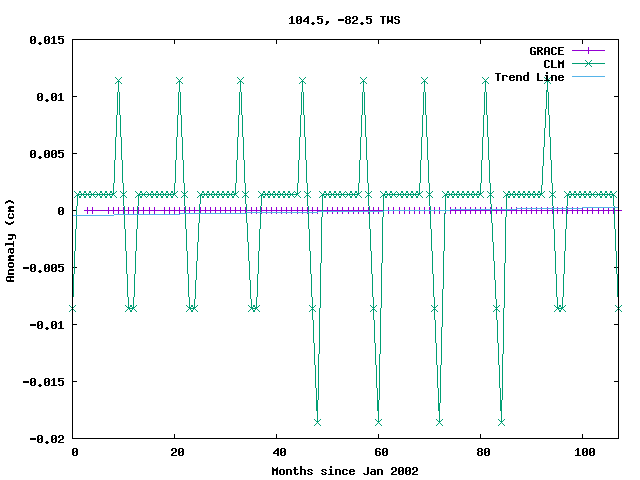 104.5, -82.5 TWS
GRACE
CLM
Trend Line
0.015
0.01
0.005
0
-0.005
-0.01
-0.015
-0.02
Anomaly (cm)
0 20 40 60 80 100
Months since Jan 2002